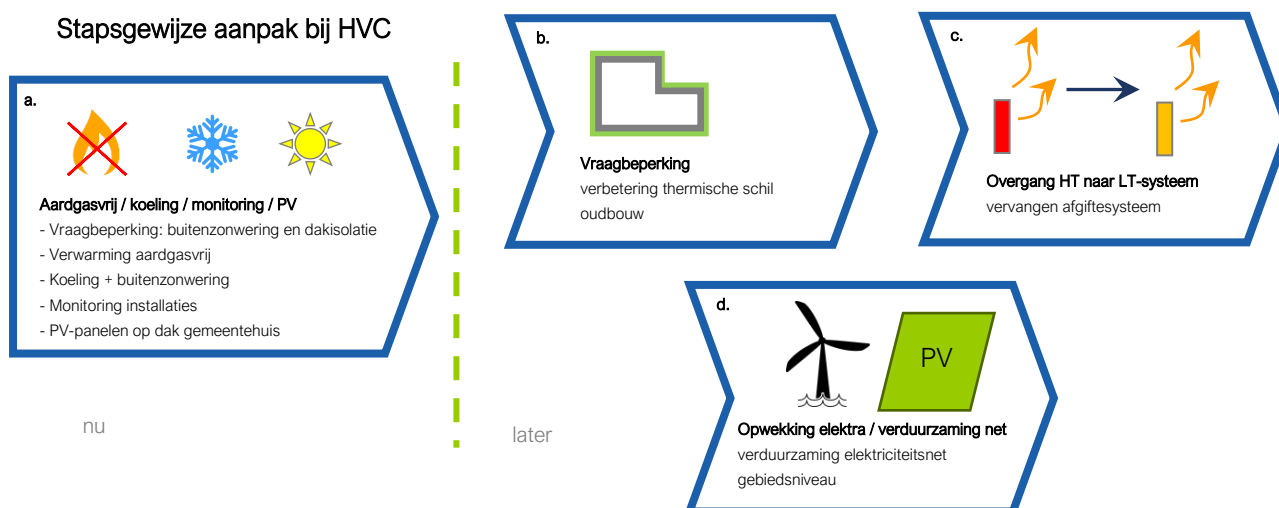 Stapsgewijze aanpak bij HVC
a.
Aardgasvrij / koeling / monitoring / PV
- Vraagbeperking: buitenzonwering en dakisolatie
- Verwarming aardgasvrij
- Koeling + buitenzonwering
- Monitoring installaties
- PV-panelen op dak gemeentehuis
nu
b.
Vraagbeperking
verbetering thermische schil
oudbouw
c.
Overgang HT naar LT-systeem
vervangen afgiftesysteem
later
d.
PV
Opwekking elektra / verduurzaming net
verduurzaming elektriciteitsnet
gebiedsniveau